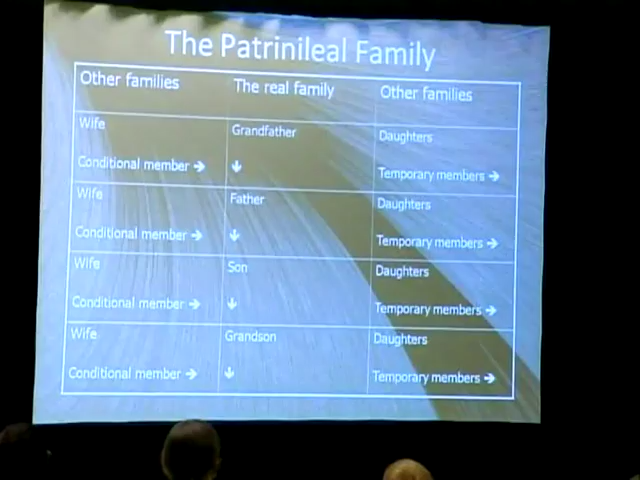 The Patrinileal Family
Other families The real family Other families
Wife Grandfather Daughters
Conditional member → ↓ Temporary members →
Wife Father Daughters
Conditional member → ↓ Temporary members →
Wife Son Daughters
Conditional member → ↓ Temporary members →
Wife Grandson Daughters
Conditional member → ↓ Temporary members →